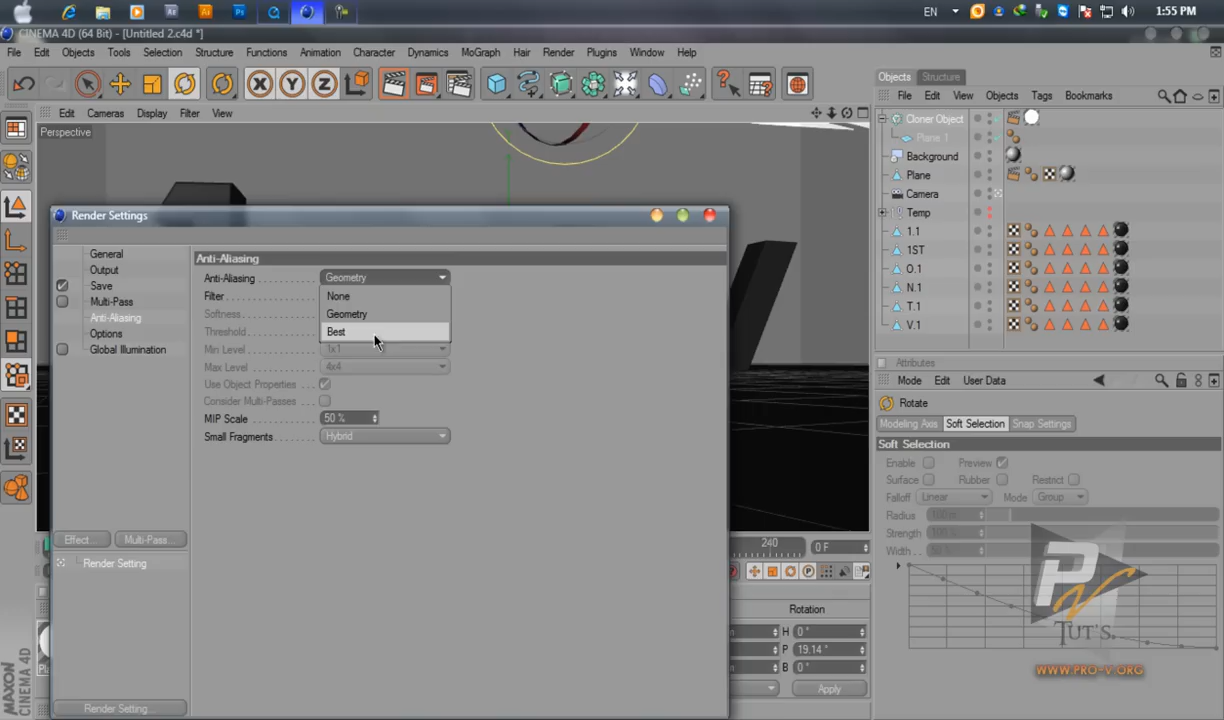 EN
1:55 PM
CINEMA 4D (64 Bit) - [Untitled 2.c4d *]
File Edit Objects Tools Selection Structure Functions Animation Character Dynamics MoGraph Hair Render Plugins Window Help
Edit Cameras Display Filter View
Perspective
Render Settings
General
Output
Save
Multi-Pass
Anti-Aliasing
Options
Global Illumination
Effect... Multi-Pass...
Render Setting
Render Setting...
Anti-Aliasing
Anti-Aliasing Geometry
Filter
None
Softness
Geometry
Threshold
Best
Min Level 1x1
Max Level 4x4
Use Object Properties
Consider Multi-Passes
MIP Scale 50 %
Small Fragments Hybrid
240
0 F
Rotation
H 0 °
P 19.14 °
B 0 °
Apply
Objects Structure
File Edit View Objects Tags Bookmarks
Cloner Object
Plane.1
Background
Plane
Camera
Temp
1.1
1ST
O.1
N.1
T.1
V.1
Attributes
Mode Edit User Data
Rotate
Modeling Axis Soft Selection Snap Settings
Soft Selection
Enable Preview
Surface Rubber Restrict
Falloff Linear Mode Group
Radius
Strength
Width
PV
TUT'S.
WWW.PRO-V.ORG
MAXON
CINEMA 4D